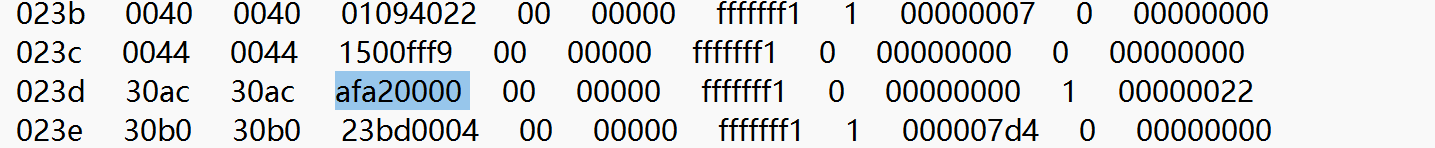 023b 0040 0040 01094022 00 00000 fffffff1 1 00000007 0 00000000
023c 0044 0044 1500fff9 00 00000 fffffff1 0 00000000 0 00000000
023d 30ac 30ac afa20000 00 00000 fffffff1 0 00000000 1 00000022
023e 30b0 30b0 23bd0004 00 00000 fffffff1 1 000007d4 0 00000000